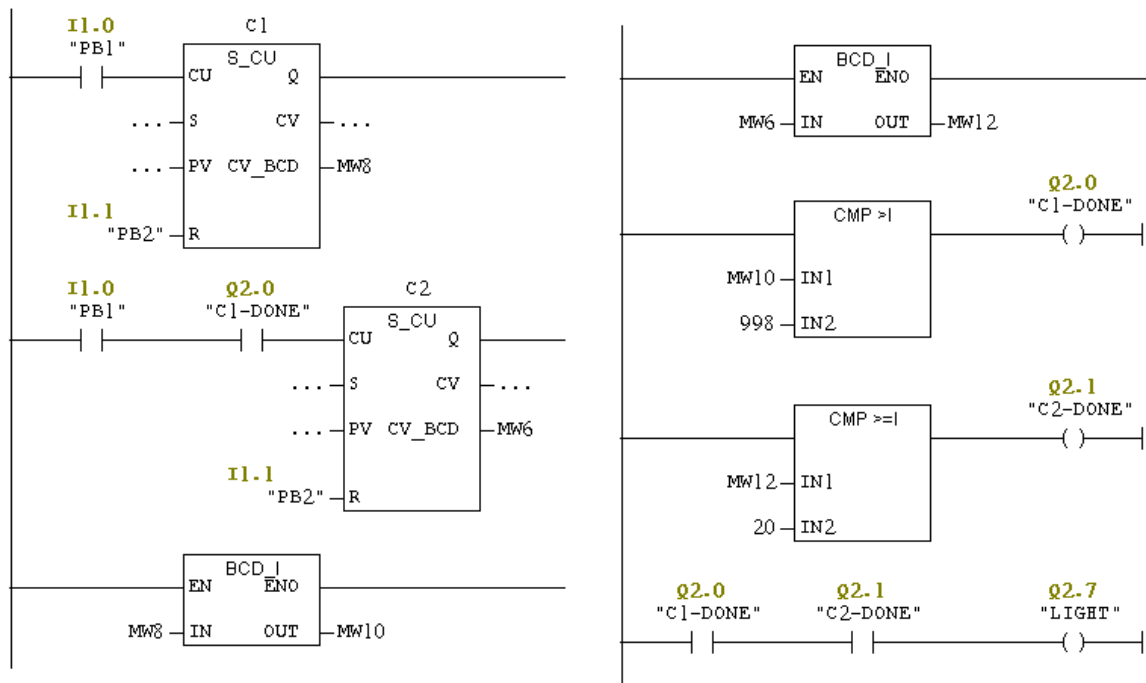 I1.0
"PB1"
C1
S_CU
CU Q
... S CV ...
... PV CV_BCD MW8
I1.1
"PB2" R
I1.0
"PB1"
Q2.0
"C1-DONE"
C2
S_CU
CU Q
... S CV ...
... PV CV_BCD MW6
I1.1
"PB2" R
BCD_I
EN ENO
MW8 IN OUT MW10
BCD_I
EN ENO
MW6 IN OUT MW12
Q2.0
"C1-DONE"
CMP >I
( )
MW10 IN1
998 IN2
Q2.1
"C2-DONE"
CMP >=I
( )
MW12 IN1
20 IN2
Q2.0 Q2.1 Q2.7
"C1-DONE" "C2-DONE" "LIGHT"
( )